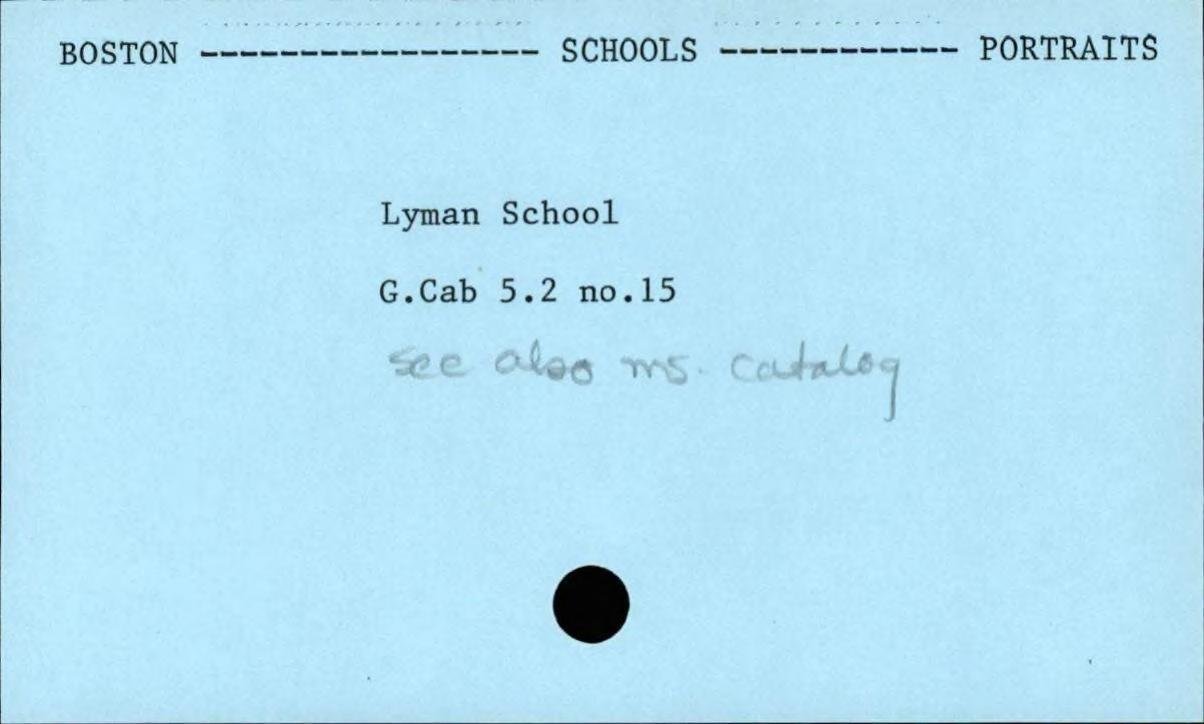 BOSTON ----------------- SCHOOLS ------------ PORTRAITS
Lyman School
G.Cab 5.2 no.15
see also ms. catalog